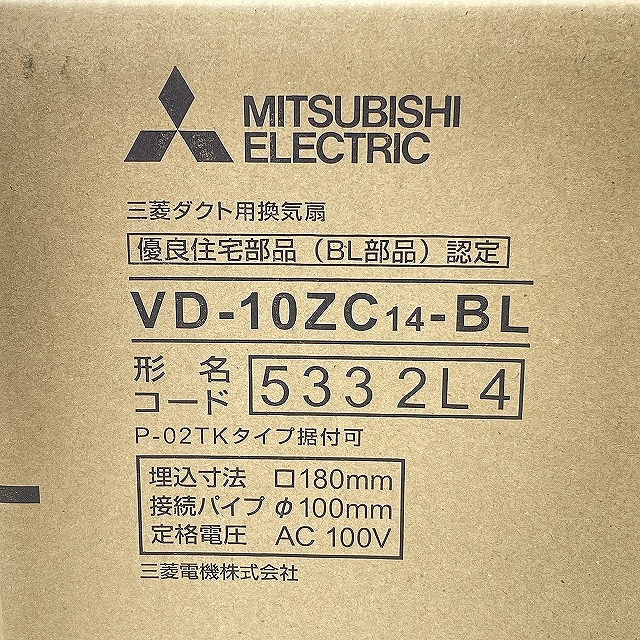 MITSUBISHI
ELECTRIC
三菱ダクト用換気扇
優良住宅部品（BL部品）認定
VD-10ZC14-BL
形名
コード 5332L4
P-02TKタイプ据付可
埋込寸法 □180mm
接続パイプ φ100mm
定格電圧 AC 100V
三菱電機株式会社